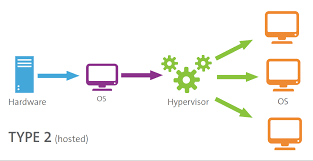 Hardware
OS
Hypervisor
OS
TYPE 2 (hosted)